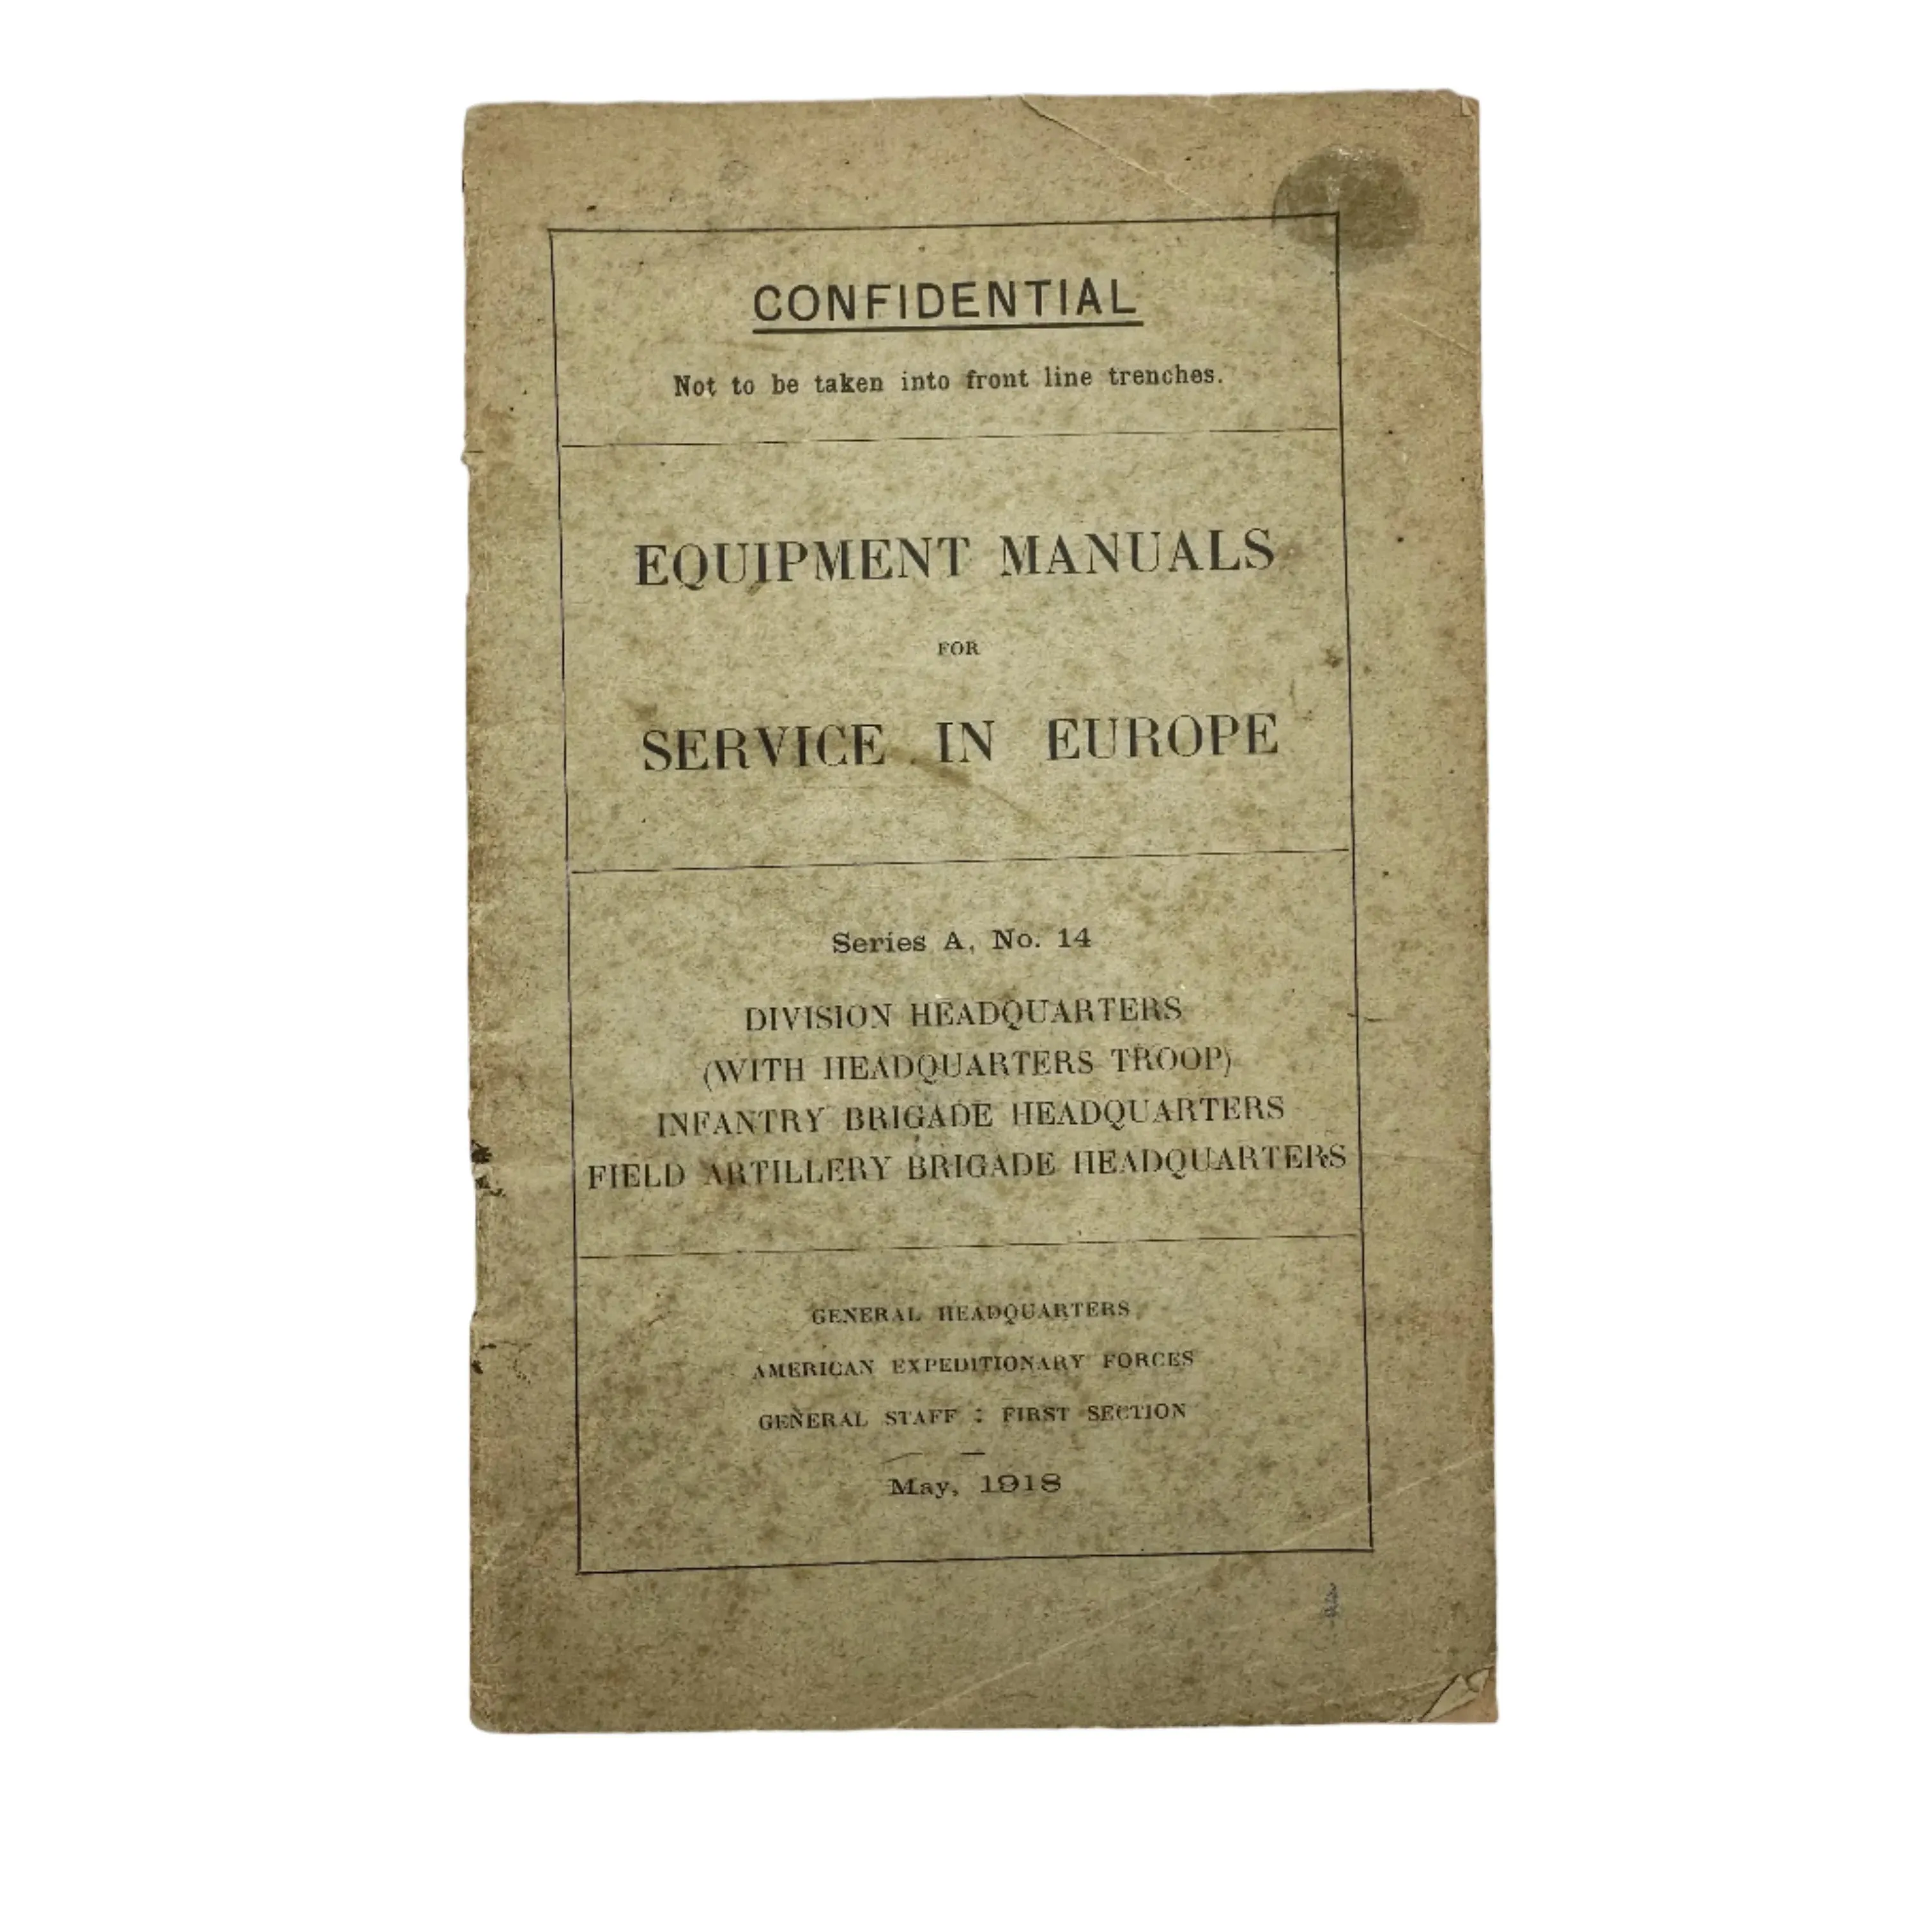 CONFIDENTIAL
Not to be taken into front line trenches.
EQUIPMENT MANUALS
FOR
SERVICE IN EUROPE
Series A, No. 14
DIVISION HEADQUARTERS
(WITH HEADQUARTERS TROOP)
INFANTRY BRIGADE HEADQUARTERS
FIELD ARTILLERY BRIGADE HEADQUARTERS
GENERAL HEADQUARTERS
AMERICAN EXPEDITIONARY FORCES
GENERAL STAFF : FIRST SECTION
May, 1918